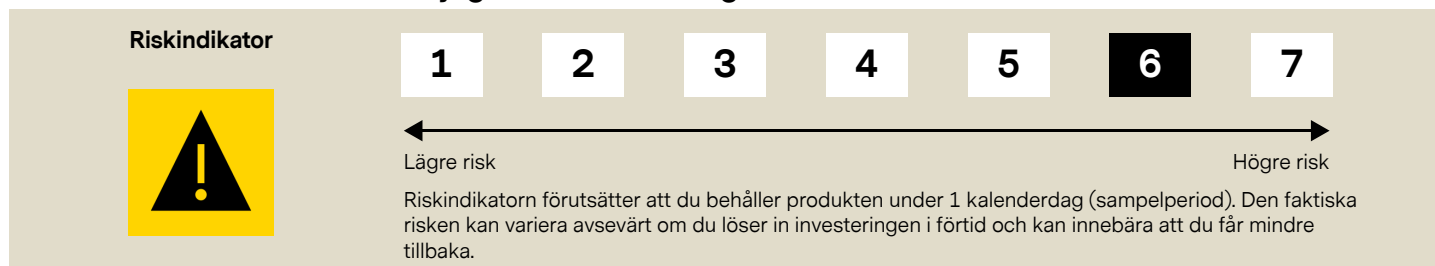 Riskindikator
1 2 3 4 5 6 7
Lägre risk Högre risk
Riskindikatorn förutsätter att du behåller produkten under 1 kalenderdag (sampelperiod). Den faktiska
risken kan variera avsevärt om du löser in investeringen i förtid och kan innebära att du får mindre
tillbaka.